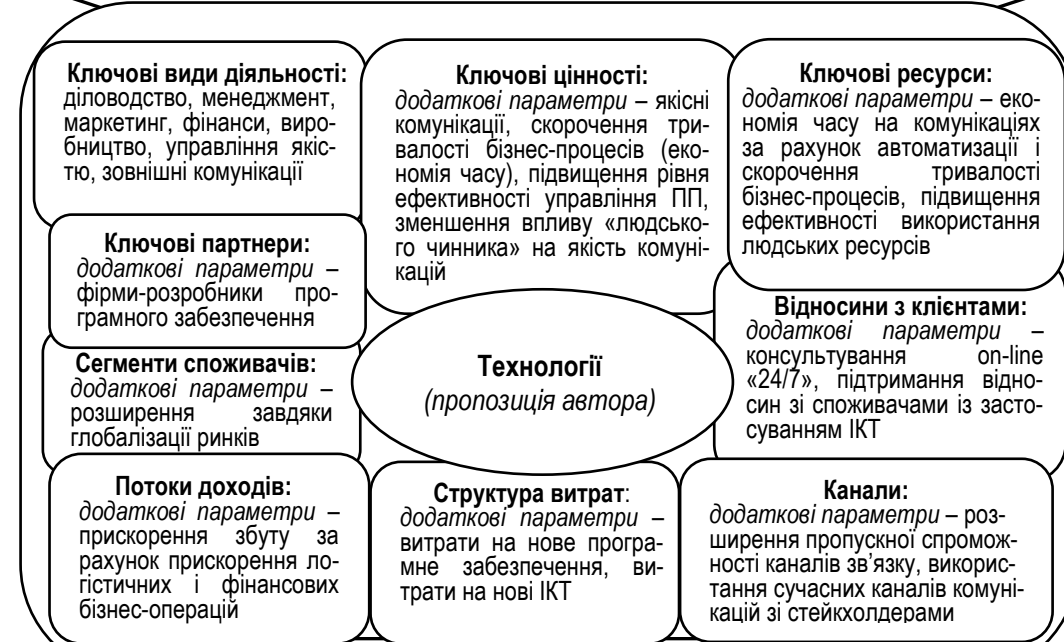 Ключові види діяльності:
діловодство, менеджмент,
маркетинг, фінанси, виро-
бництво, управління якіс-
тю, зовнішні комунікації
Ключові цінності:
додаткові параметри – якісні
комунікації, скорочення три-
валості бізнес-процесів (еко-
номія часу), підвищення рівня
ефективності управління ПП,
зменшення впливу «людсько-
го чинника» на якість комуні-
кацій
Ключові ресурси:
додаткові параметри – еко-
номія часу на комунікаціях
за рахунок автоматизації і
скорочення тривалості
бізнес-процесів, підвищення
ефективності використання
людських ресурсів
Ключові партнери:
додаткові параметри –
фірми-розробники про-
грамного забезпечення
Технології
(пропозиція автора)
Відносини з клієнтами:
додаткові параметри –
консультування on-line
«24/7», підтримання відно-
син зі споживачами із засто-
суванням ІКТ
Сегменти споживачів:
додаткові параметри –
розширення завдяки
глобалізації ринків
Потоки доходів:
додаткові параметри –
прискорення збуту за
рахунок прискорення ло-
гістичних і фінансових
бізнес-операцій
Структура витрат:
додаткові параметри –
витрати на нове програ-
мне забезпечення, ви-
трати на нові ІКТ
Канали:
додаткові параметри – роз-
ширення пропускної спромож-
ності каналів зв'язку, викорис-
тання сучасних каналів комуні-
кацій зі стейкхолдерами